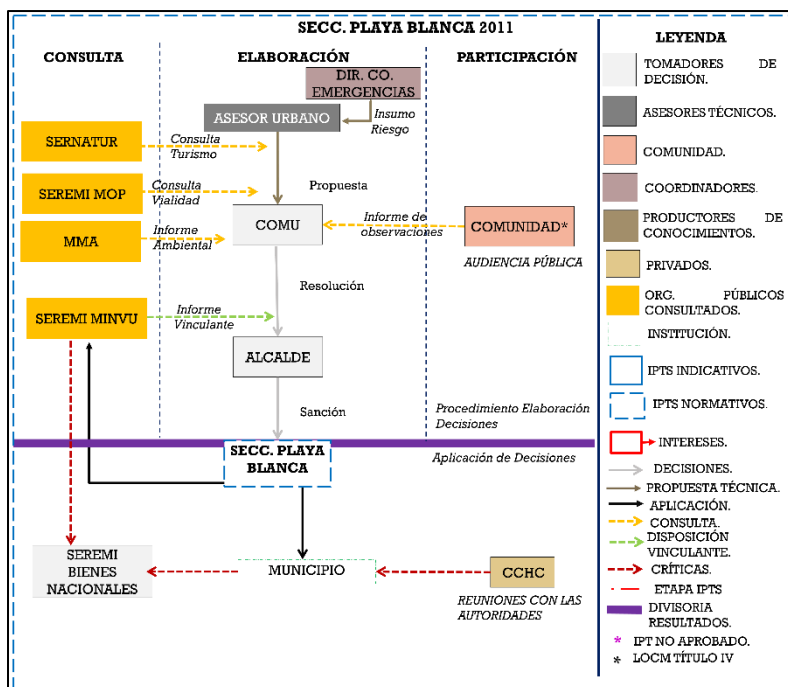 SECC. PLAYA BLANCA 2011
CONSULTA
ELABORACIÓN
PARTICIPACIÓN
DIR. CO.
EMERGENCIAS
ASESOR URBANO
Insumo
Riesgo
SERNATUR
Consulta
Turismo
SEREMI MOP
Consulta
Vialidad
Propuesta
MMA
Informe
Ambiental
COMU
Informe de
observaciones
COMUNIDAD*
AUDIENCIA PÚBLICA
Resolución
SEREMI MINVU
Informe
Vinculante
ALCALDE
Sanción
Procedimiento Elaboración
Decisiones
SECC. PLAYA
BLANCA
Aplicación de Decisiones
SEREMI
BIENES
NACIONALES
MUNICIPIO
CCHC
REUNIONES CON LAS
AUTORIDADES
LEYENDA
TOMADORES DE
DECISIÓN.
ASESORES TÉCNICOS.
COMUNIDAD.
COORDINADORES.
PRODUCTORES DE
CONOCIMIENTOS.
PRIVADOS.
ORG. PÚBLICOS
CONSULTADOS.
INSTITUCIÓN.
IPTS INDICATIVOS.
IPTS NORMATIVOS.
INTERESES.
DECISIONES.
PROPUESTA TÉCNICA.
APLICACIÓN.
CONSULTA.
DISPOSICIÓN
VINCULANTE.
CRÍTICAS.
ETAPA IPTS
DIVISORIA
RESULTADOS.
* IPT NO APROBADO.
* LOCM TÍTULO IV